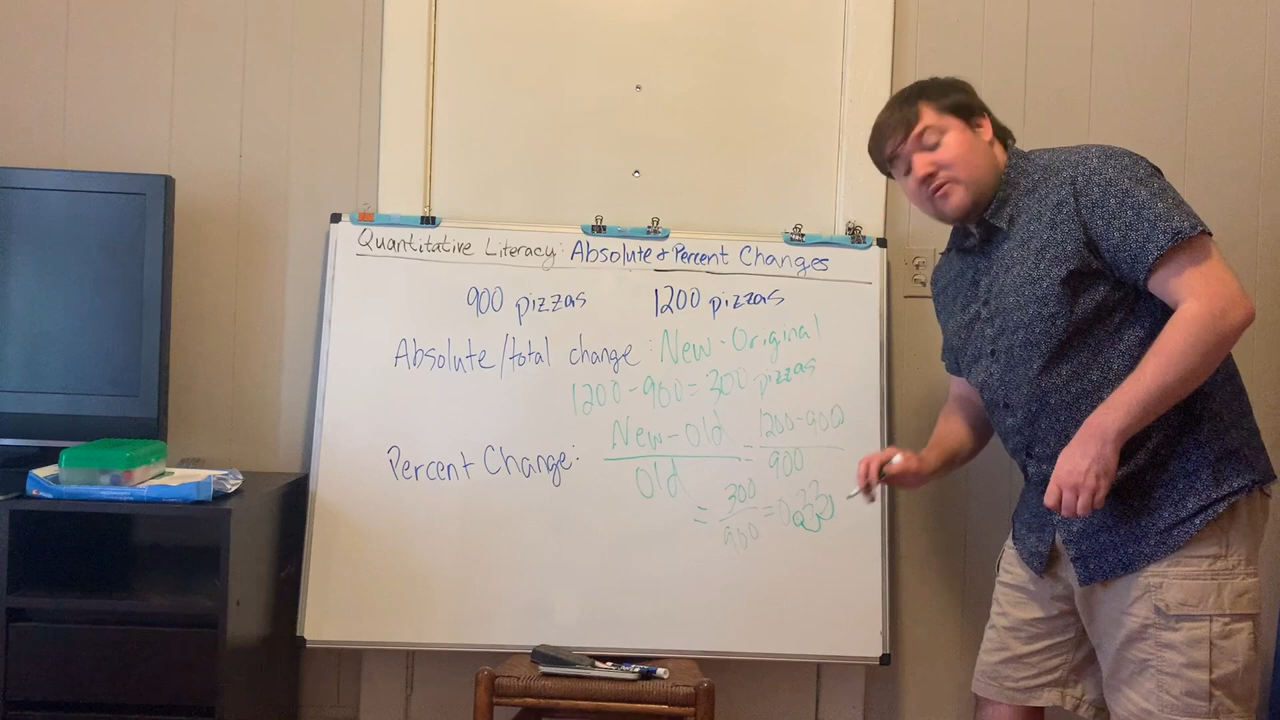 Quantitative Literacy: Absolute & Percent Changes
900 pizzas 1200 pizzas
Absolute/total change: New-Original
1200-900=300 pizzas
Percent Change: New-Old / Old = 1200-900 / 900
= 300 / 900 = 0.33